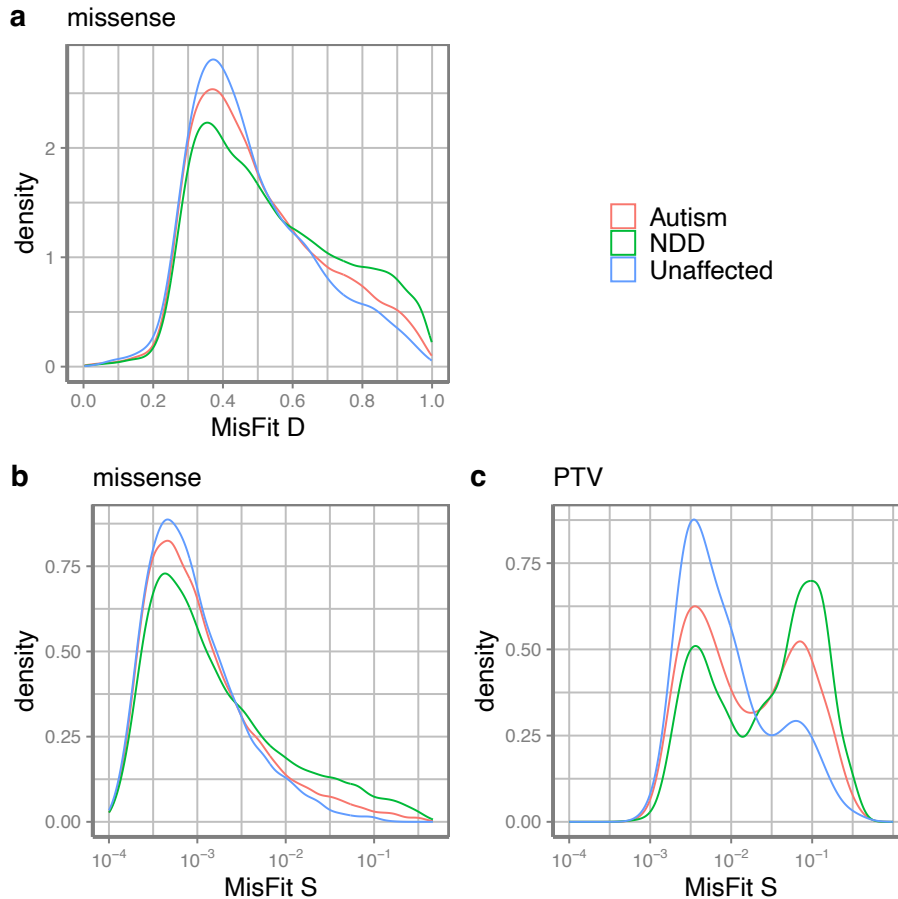 a missense
density
2
1
0
0.0 0.2 0.4 0.6 0.8 1.0
MisFit D
Autism
NDD
Unaffected
b missense
density
0.75
0.50
0.25
0.00
10⁻⁴ 10⁻³ 10⁻² 10⁻¹
MisFit S
c PTV
density
0.75
0.50
0.25
0.00
10⁻⁴ 10⁻³ 10⁻² 10⁻¹
MisFit S